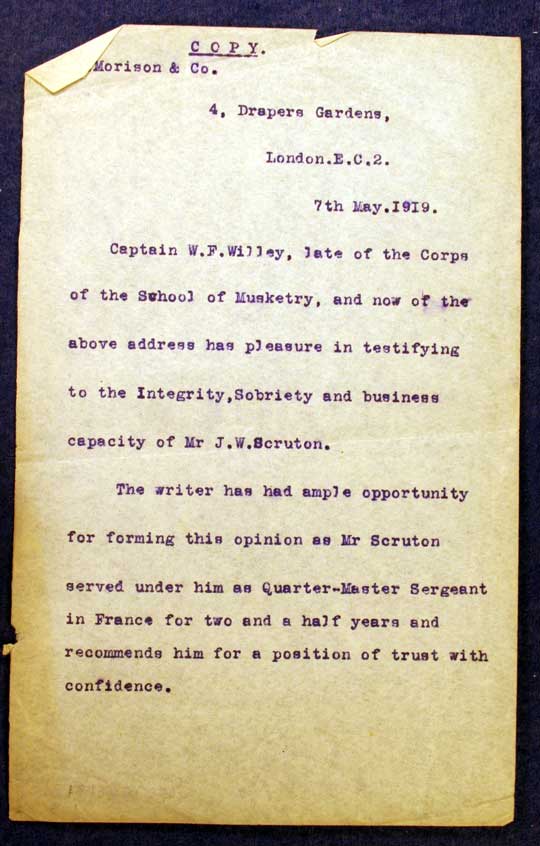 C O P Y.
Morison & Co.
4, Drapers Gardens,
London.E.C.2.
7th May.1919.
Captain W.F.Willey, late of the Corps
of the School of Musketry, and now of the
above address has pleasure in testifying
to the Integrity,Sobriety and business
capacity of Mr J.W.Scruton.
The writer has had ample opportunity
for forming this opinion as Mr Scruton
served under him as Quarter-Master Sergeant
in France for two and a half years and
recommends him for a position of trust with
confidence.